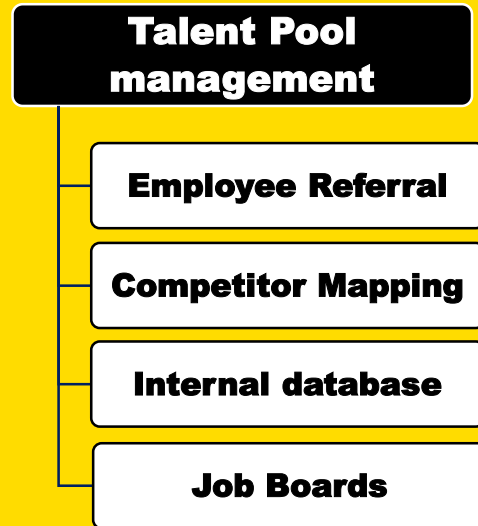 Talent Pool
management
Employee Referral
Competitor Mapping
Internal database
Job Boards